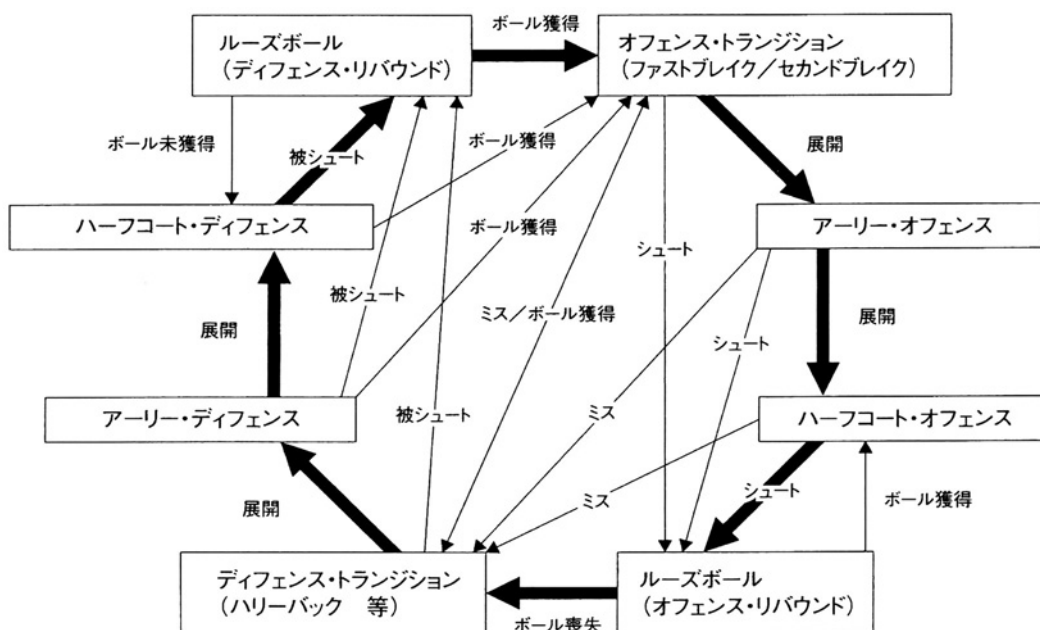 ボール獲得
ルーズボール
(ディフェンス・リバウンド)
オフェンス・トランジション
(ファストブレイク/セカンドブレイク)
ボール未獲得
被シュート
ボール獲得
展開
ハーフコート・ディフェンス
ボール獲得
アーリー・オフェンス
シュート
被シュート
ミス/ボール獲得
展開
シュート
展開
アーリー・ディフェンス
被シュート
ミス
ハーフコート・オフェンス
展開
ミス
シュート
ボール獲得
ディフェンス・トランジション
(ハリーバック 等)
ルーズボール
(オフェンス・リバウンド)
ボール喪失